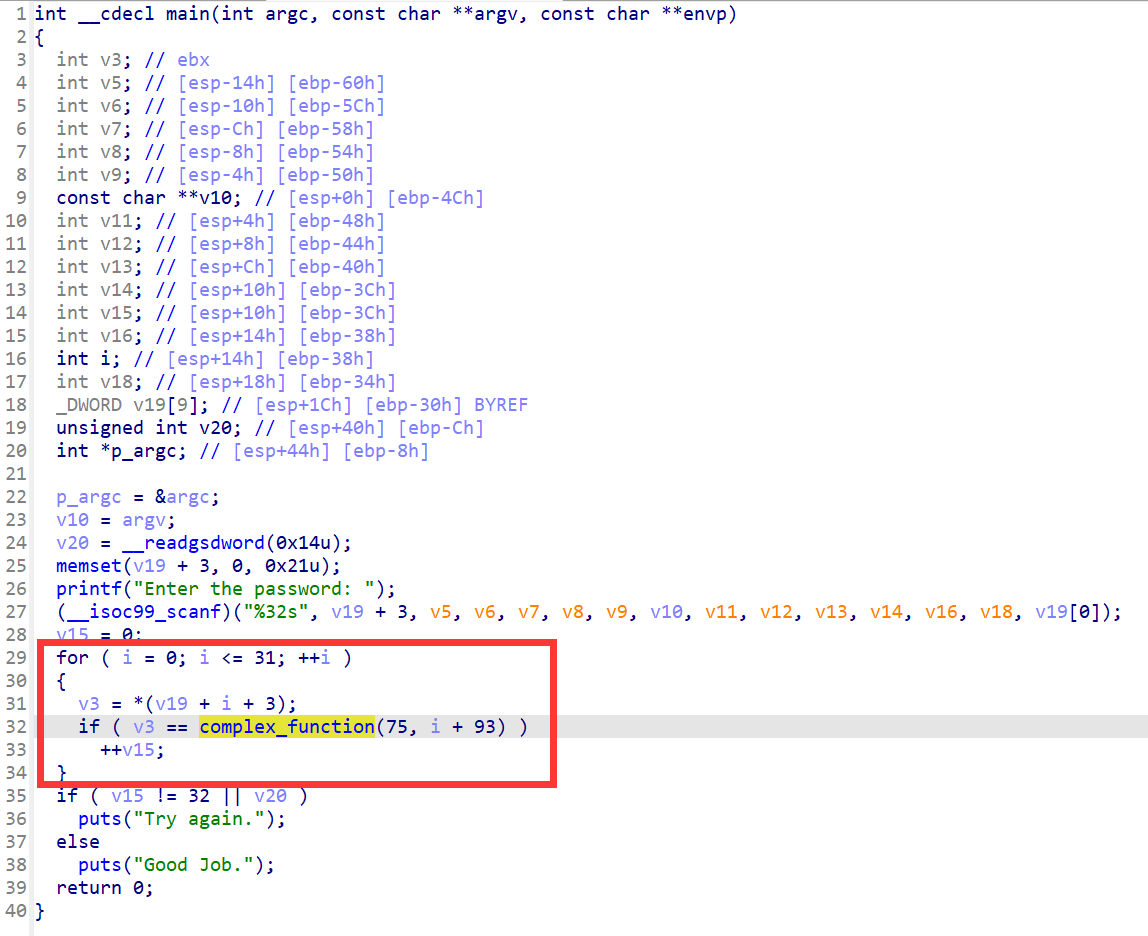 1 int __cdecl main(int argc, const char **argv, const char **envp)
2 {
3 int v3; // ebx
4 int v5; // [esp-14h] [ebp-60h]
5 int v6; // [esp-10h] [ebp-5Ch]
6 int v7; // [esp-Ch] [ebp-58h]
7 int v8; // [esp-8h] [ebp-54h]
8 int v9; // [esp-4h] [ebp-50h]
9 const char **v10; // [esp+0h] [ebp-4Ch]
10 int v11; // [esp+4h] [ebp-48h]
11 int v12; // [esp+8h] [ebp-44h]
12 int v13; // [esp+Ch] [ebp-40h]
13 int v14; // [esp+10h] [ebp-3Ch]
14 int v15; // [esp+10h] [ebp-3Ch]
15 int v16; // [esp+14h] [ebp-38h]
16 int i; // [esp+14h] [ebp-38h]
17 int v18; // [esp+18h] [ebp-34h]
18 _DWORD v19[9]; // [esp+1Ch] [ebp-30h] BYREF
19 unsigned int v20; // [esp+40h] [ebp-Ch]
20 int *p_argc; // [esp+44h] [ebp-8h]
21
22 p_argc = &argc;
23 v10 = argv;
24 v20 = __readgsdword(0x14u);
25 memset(v19 + 3, 0, 0x21u);
26 printf("Enter the password: ");
27 (__isoc99_scanf)("%32s", v19 + 3, v5, v6, v7, v8, v9, v10, v11, v12, v13, v14, v16, v18, v19[0]);
28 v15 = 0;
29 for ( i = 0; i <= 31; ++i )
30 {
31 v3 = *(v19 + i + 3);
32 if ( v3 == complex_function(75, i + 93) )
33 ++v15;
34 }
35 if ( v15 != 32 || v20 )
36 puts("Try again.");
37 else
38 puts("Good Job.");
39 return 0;
40 }